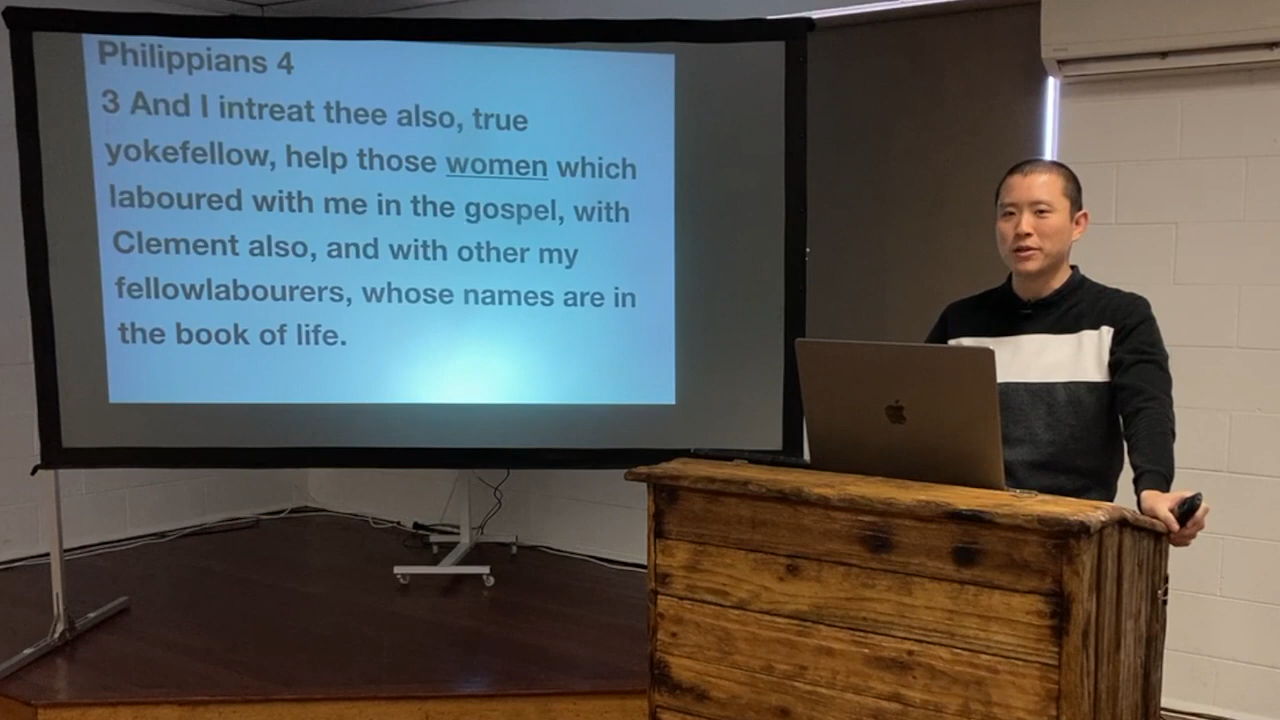 Philippians 4
3 And I intreat thee also, true
yokefellow, help those women which
laboured with me in the gospel, with
Clement also, and with other my
fellowlabourers, whose names are in
the book of life.